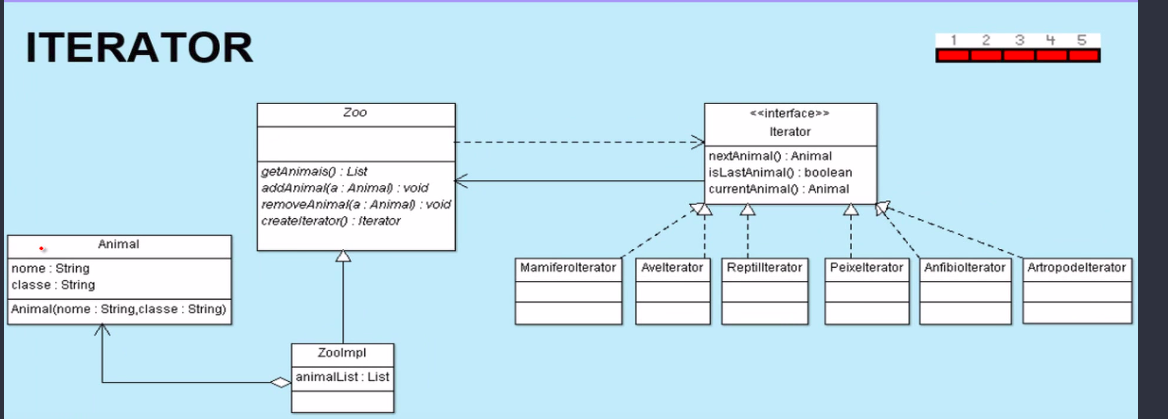 ITERATOR
1 2 3 4 5
Zoo
getAnimais() : List
addAnimal(a : Animal) : void
removeAnimal(a : Animal) : void
createIterator() : Iterator
<<interface>>
Iterator
nextAnimal() : Animal
isLastAnimal() : boolean
currentAnimal() : Animal
Animal
nome : String
classe : String
Animal(nome : String,classe : String)
MamiferoIterator
AveIterator
ReptilIterator
PeixeIterator
AnfibioIterator
ArtropodeIterator
ZooImpl
animalList : List